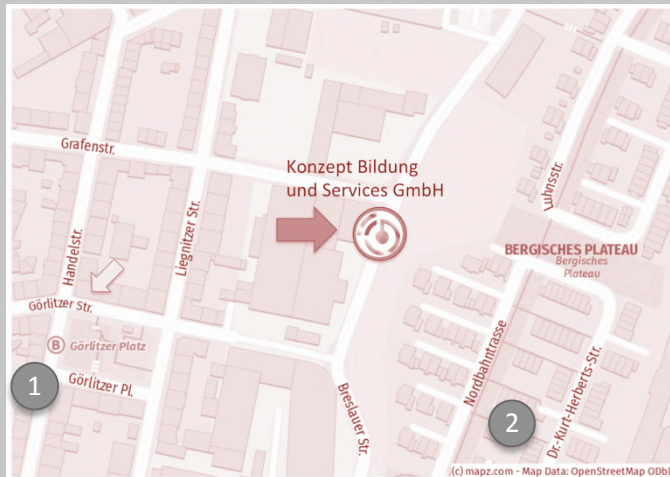 Grafenstr.
Konzept Bildung
und Services GmbH
Luhnsstr.
Liegnitzer Str.
Handelstr.
BERGISCHES PLATEAU
Bergisches
Plateau
Görlitzer Str.
B Görlitzer Platz
1
Görlitzer Pl.
Breslauer Str.
Nordbahntrasse
Dr.-Kurt-Herberts-Str.
2
(c) mapz.com - Map Data: OpenStreetMap ODbL